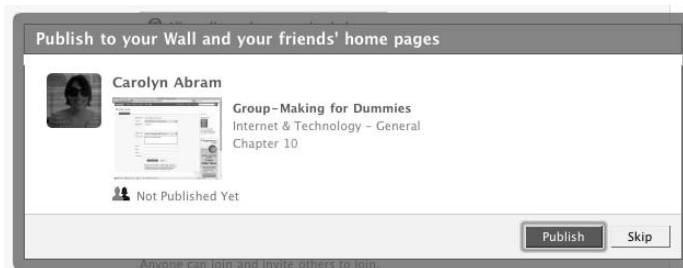 Publish to your Wall and your friends' home pages
Carolyn Abram
Group-Making for Dummies
Internet & Technology - General
Chapter 10
Not Published Yet
Publish Skip
Anyone can join and invite others to join.